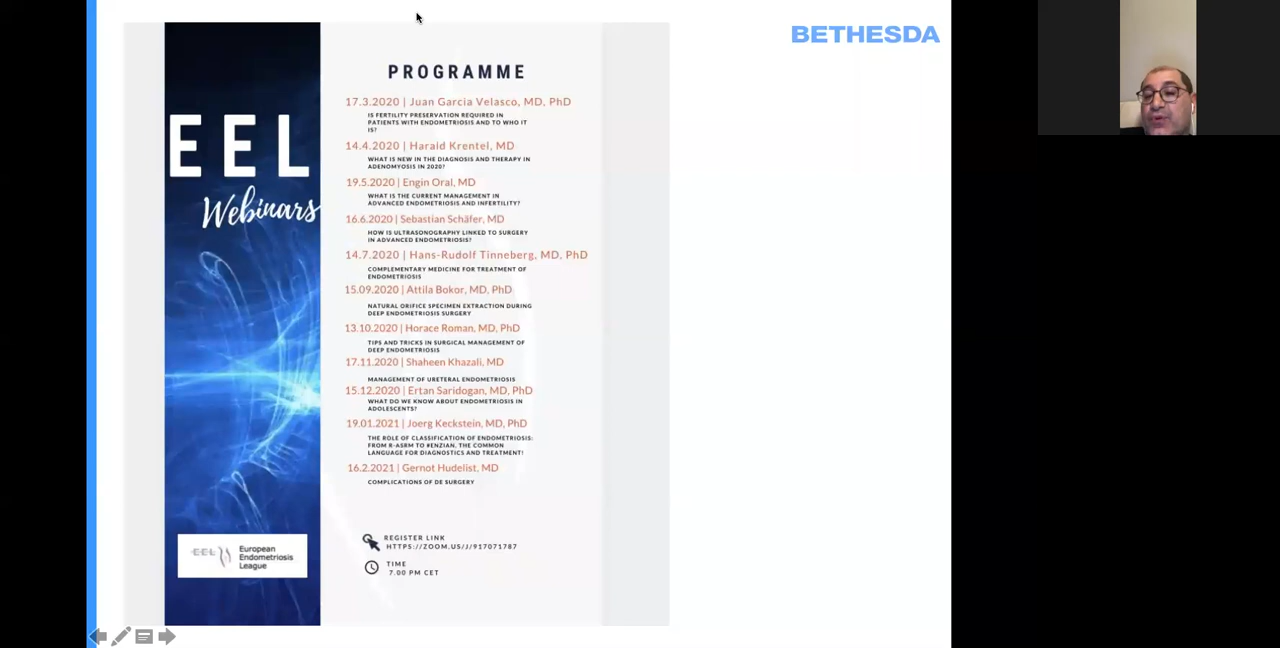 BETHESDA
EEL
Webinars
PROGRAMME
17.3.2020 | Juan Garcia Velasco, MD, PhD
IS FERTILITY PRESERVATION REQUIRED IN
PATIENTS WITH ENDOMETRIOSIS AND TO WHO IT
IS?
14.4.2020 | Harald Krentel, MD
WHAT IS NEW IN THE DIAGNOSIS AND THERAPY IN
ADENOMYOSIS IN 2020?
19.5.2020 | Engin Oral, MD
WHAT IS THE CURRENT MANAGEMENT IN
ADVANCED ENDOMETRIOSIS AND INFERTILITY?
16.6.2020 | Sebastian Schäfer, MD
HOW IS ULTRASONOGRAPHY LINKED TO SURGERY
IN ADVANCED ENDOMETRIOSIS?
14.7.2020 | Hans-Rudolf Tinneberg, MD, PhD
COMPLEMENTARY MEDICINE FOR TREATMENT OF
ENDOMETRIOSIS
15.09.2020 | Attila Bokor, MD, PhD
NATURAL ORIFICE SPECIMEN EXTRACTION DURING
DEEP ENDOMETRIOSIS SURGERY
13.10.2020 | Horace Roman, MD, PhD
TIPS AND TRICKS IN SURGICAL MANAGEMENT OF
DEEP ENDOMETRIOSIS
17.11.2020 | Shaheen Khazali, MD
MANAGEMENT OF URETERAL ENDOMETRIOSIS
15.12.2020 | Ertan Saridogan, MD, PhD
WHAT DO WE KNOW ABOUT ENDOMETRIOSIS IN
ADOLESCENTS?
19.01.2021 | Joerg Keckstein, MD, PhD
THE ROLE OF CLASSIFICATION OF ENDOMETRIOSIS:
FROM R-ASRM TO #ENZIAN, THE COMMON
LANGUAGE FOR DIAGNOSTICS AND TREATMENT!
16.2.2021 | Gernot Hudelist, MD
COMPLICATIONS OF DE SURGERY
REGISTER LINK
HTTPS://ZOOM.US/J/917071787
TIME
7.00 PM CET
EEL
European
Endometriosis
League